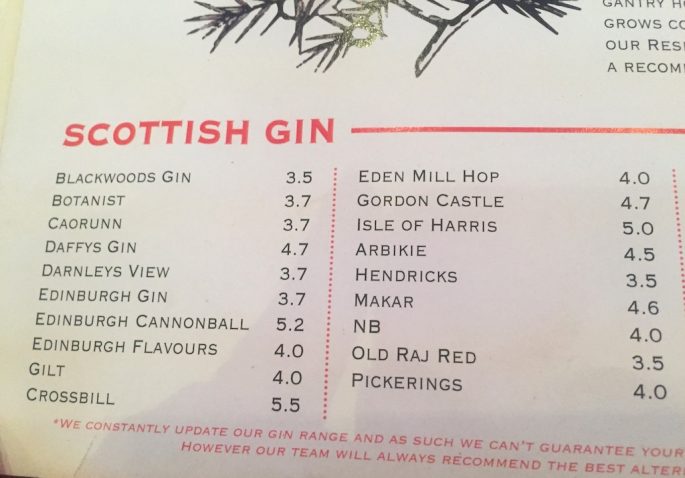 GANTRY
GROWS
OUR
A
SCOTTISH GIN
BLACKWOODS GIN 3.5
BOTANIST 3.7
CAORUNN 3.7
DAFFYS GIN 4.7
DARNLEYS VIEW 3.7
EDINBURGH GIN 3.7
EDINBURGH CANNONBALL 5.2
EDINBURGH FLAVOURS 4.0
GILT 4.0
CROSSBILL 5.5
EDEN MILL HOP 4.0
GORDON CASTLE 4.7
ISLE OF HARRIS 5.0
ARBIKIE 4.5
HENDRICKS 3.5
MAKAR 4.6
NB 4.0
OLD RAJ RED 3.5
PICKERINGS 4.0
*WE CONSTANTLY UPDATE OUR GIN RANGE AND AS SUCH WE CAN'T GUARANTEE YOUR
HOWEVER OUR TEAM WILL ALWAYS RECOMMEND THE BEST